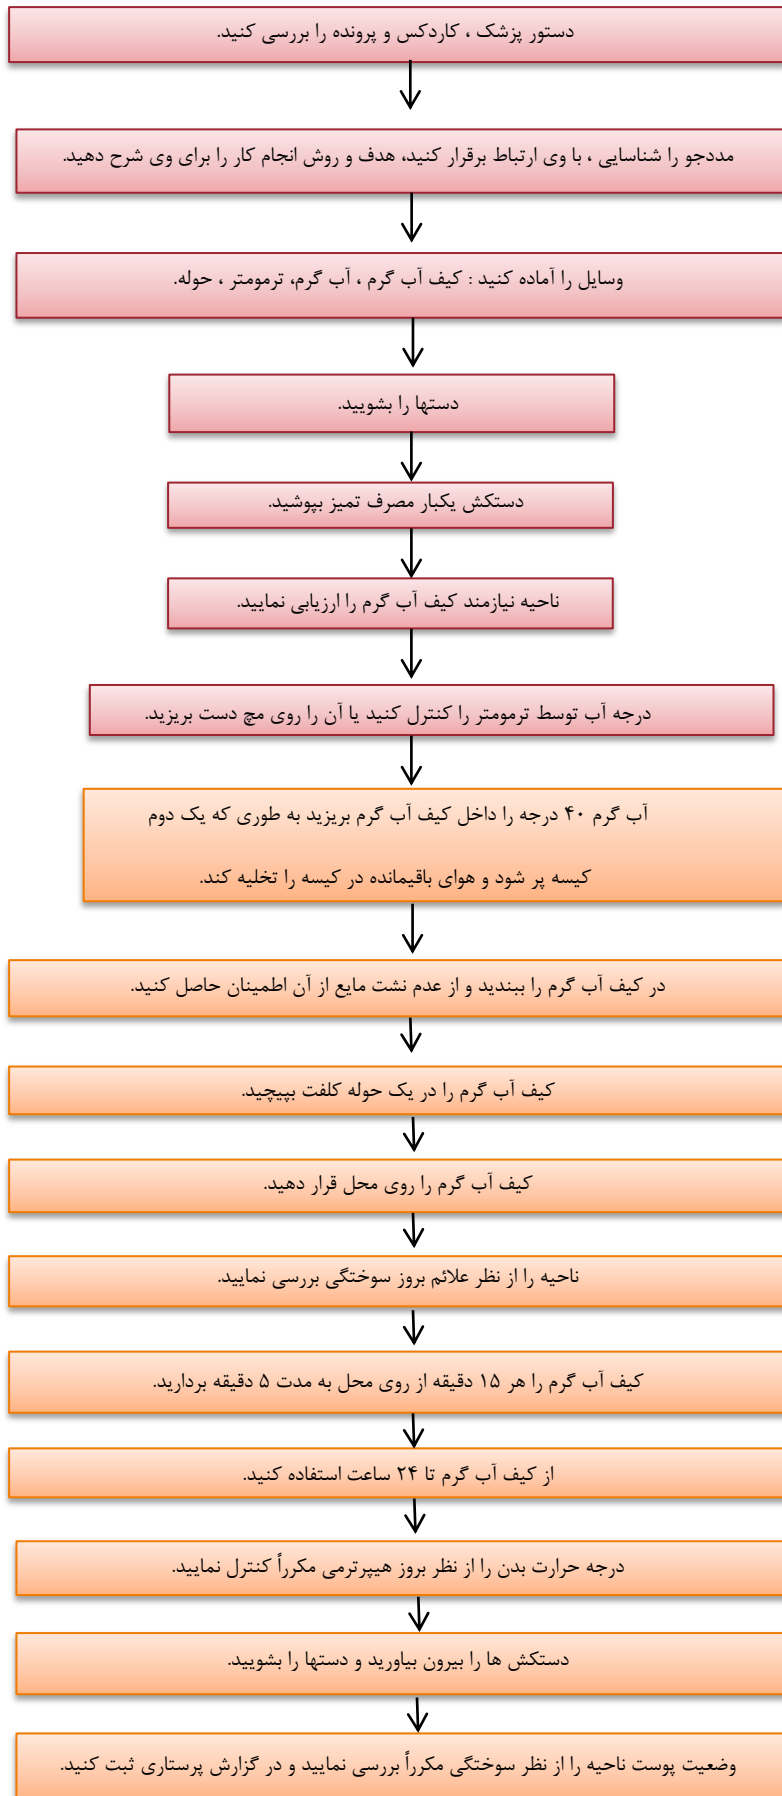 دستور پزشک ، کاردکس و پرونده را بررسی کنید.
مددجو را شناسایی ، با وی ارتباط برقرار کنید، هدف و روش انجام کار را برای وی شرح دهید.
وسایل را آماده کنید : کیف آب گرم ، آب گرم، ترمومتر ، حوله.
دستها را بشویید.
دستکش یکبار مصرف تمیز بپوشید.
ناحیه نیازمند کیف آب گرم را ارزیابی نمایید.
درجه آب توسط ترمومتر را کنترل کنید یا آن را روی مچ دست بریزید.
آب گرم ۴۰ درجه را داخل کیف آب گرم بریزید به طوری که یک دوم
کیسه پر شود و هوای باقیمانده در کیسه را تخلیه کند.
در کیف آب گرم را ببندید و از عدم نشت مایع از آن اطمینان حاصل کنید.
کیف آب گرم را در یک حوله کلفت بپیچید.
کیف آب گرم را روی محل قرار دهید.
ناحیه را از نظر علائم بروز سوختگی بررسی نمایید.
کیف آب گرم را هر ۱۵ دقیقه از روی محل به مدت ۵ دقیقه بردارید.
از کیف آب گرم تا ۲۴ ساعت استفاده کنید.
درجه حرارت بدن را از نظر بروز هیپرترمی مکرراً کنترل نمایید.
دستکش ها را بیرون بیاورید و دستها را بشویید.
وضعیت پوست ناحیه را از نظر سوختگی مکرراً بررسی نمایید و در گزارش پرستاری ثبت کنید.